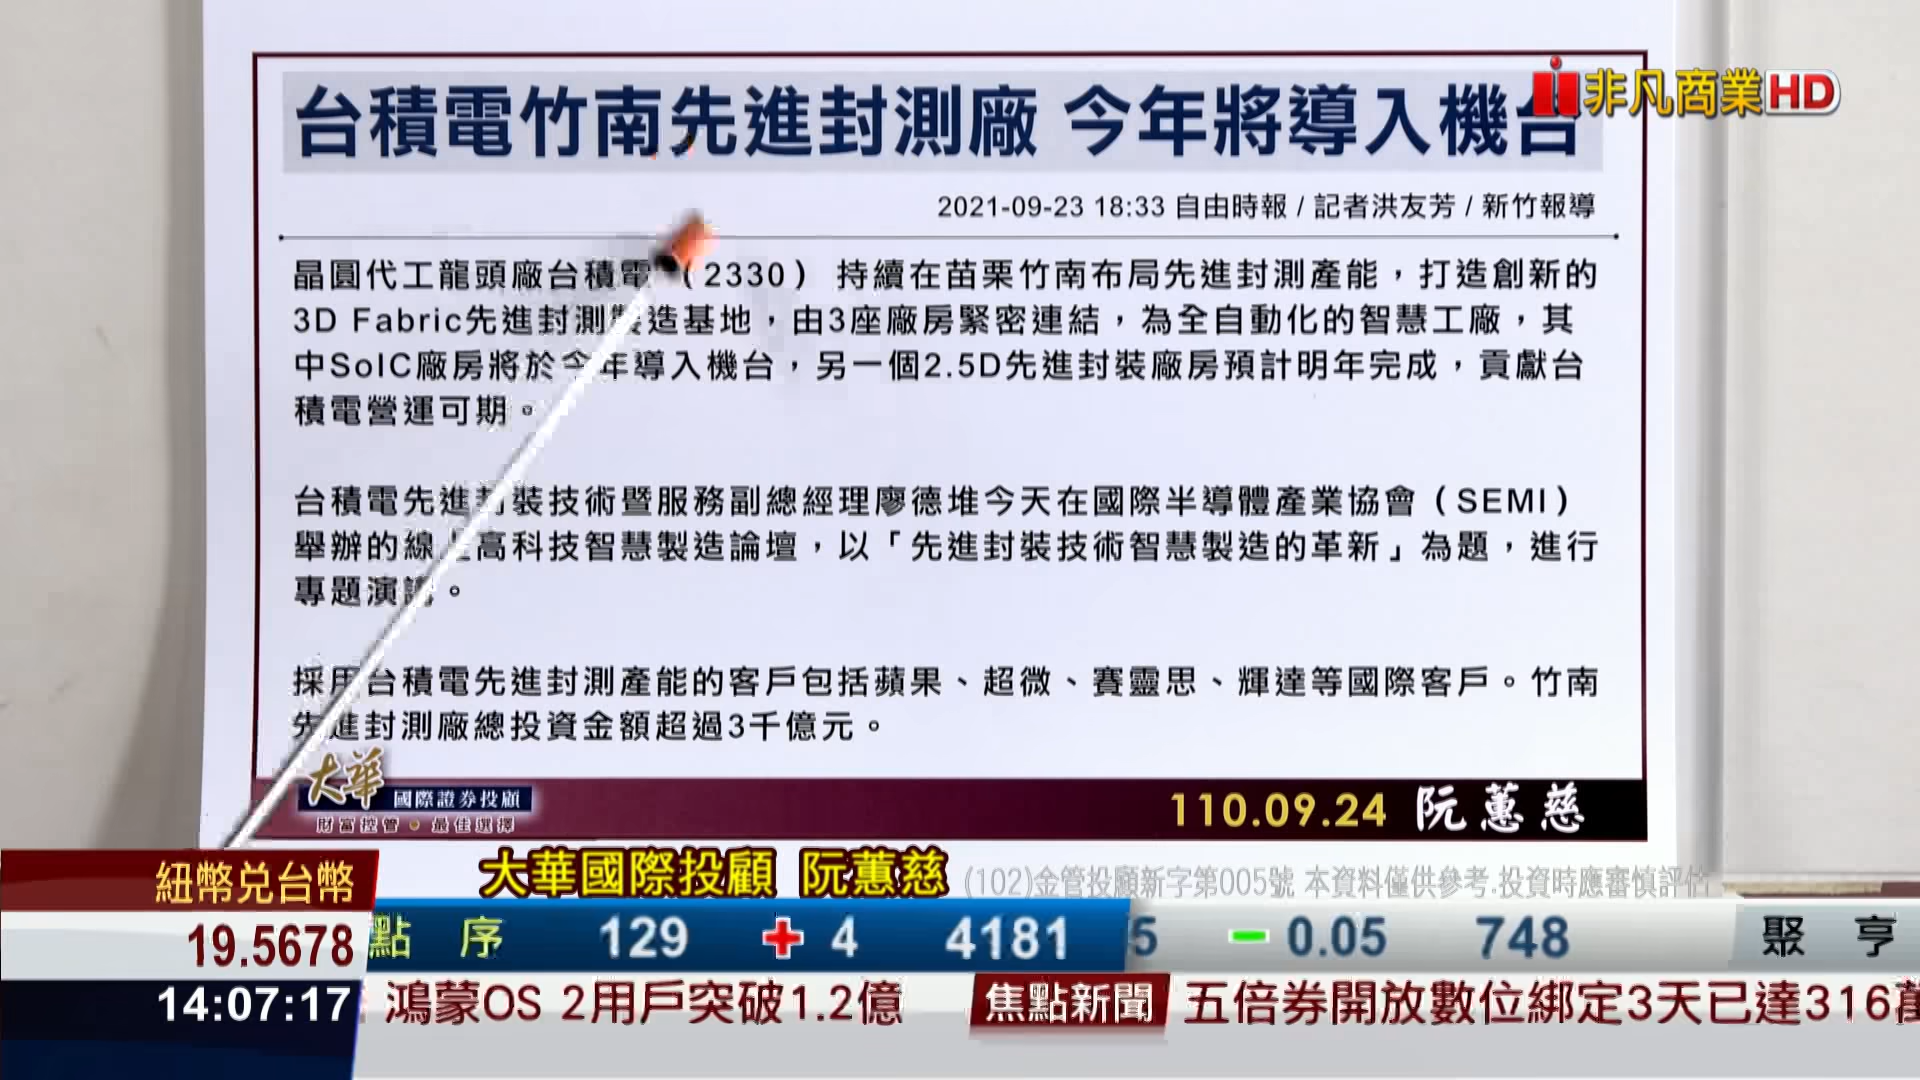 台積電竹南先進封測廠 今年將導入機台
非凡商業HD
2021-09-23 18:33 自由時報 / 記者洪友芳 / 新竹報導
晶圓代工龍頭廠台積電（2330） 持續在苗栗竹南布局先進封測產能，打造創新的
3D Fabric先進封測製造基地，由3座廠房緊密連結，為全自動化的智慧工廠，其
中SoIC廠房將於今年導入機台，另一個2.5D先進封裝廠房預計明年完成，貢獻台
積電營運可期。
台積電先進封裝技術暨服務副總經理廖德堆今天在國際半導體產業協會（SEMI）
舉辦的線上高科技智慧製造論壇，以「先進封裝技術智慧製造的革新」為題，進行
專題演講。
採用台積電先進封測產能的客戶包括蘋果、超微、賽靈思、輝達等國際客戶。竹南
先進封測廠總投資金額超過3千億元。
大華 國際證券投顧
財富控管 • 最佳選擇
110.09.24 阮蕙慈
紐幣兌台幣
大華國際投顧 阮蕙慈 (102)金管投顧新字第005號 本資料僅供參考.投資時應審慎評估
19.5678
點序 129 + 4 4181 5 - 0.05 748 聚亨
14:07:17 鴻蒙OS 2用戶突破1.2億 焦點新聞 五倍券開放數位綁定3天已達316萬